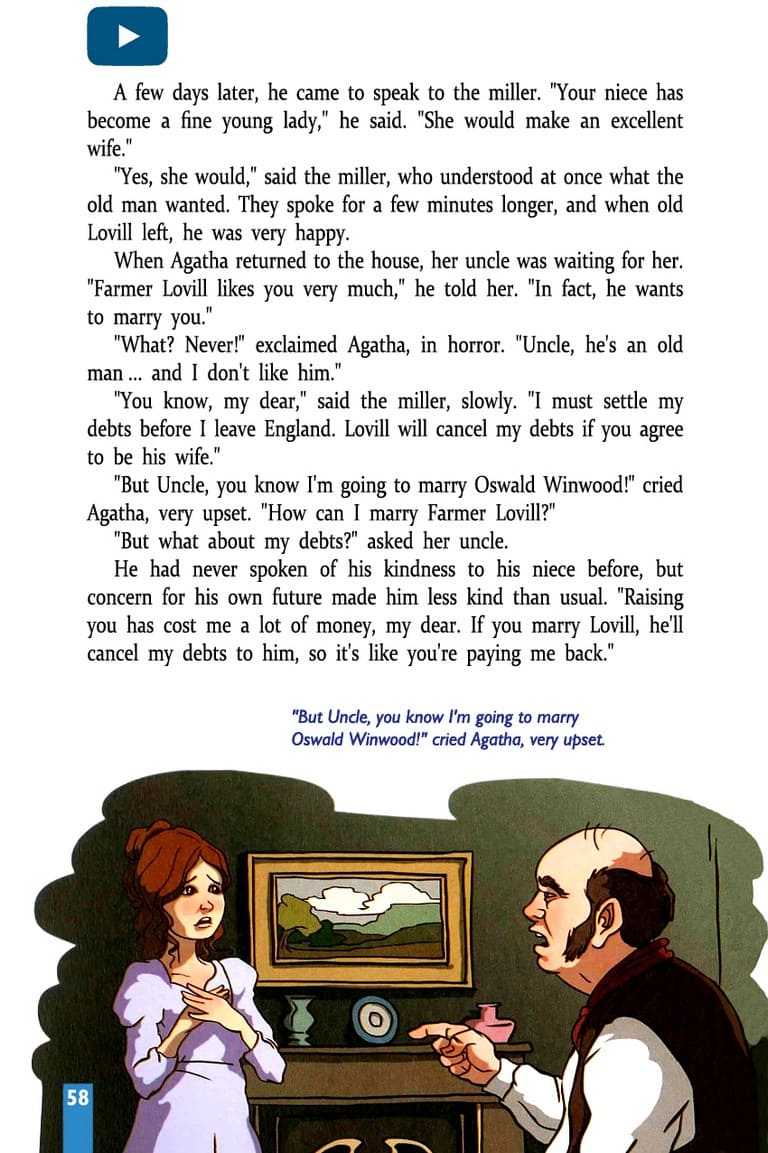 A few days later, he came to speak to the miller. "Your niece has
become a fine young lady," he said. "She would make an excellent
wife."
"Yes, she would," said the miller, who understood at once what the
old man wanted. They spoke for a few minutes longer, and when old
Lovill left, he was very happy.
When Agatha returned to the house, her uncle was waiting for her.
"Farmer Lovill likes you very much," he told her. "In fact, he wants
to marry you."
"What? Never!" exclaimed Agatha, in horror. "Uncle, he's an old
man ... and I don't like him."
"You know, my dear," said the miller, slowly. "I must settle my
debts before I leave England. Lovill will cancel my debts if you agree
to be his wife."
"But Uncle, you know I'm going to marry Oswald Winwood!" cried
Agatha, very upset. "How can I marry Farmer Lovill?"
"But what about my debts?" asked her uncle.
He had never spoken of his kindness to his niece before, but
concern for his own future made him less kind than usual. "Raising
you has cost me a lot of money, my dear. If you marry Lovill, he'll
cancel my debts to him, so it's like you're paying me back."
"But Uncle, you know I'm going to marry
Oswald Winwood!" cried Agatha, very upset.
58